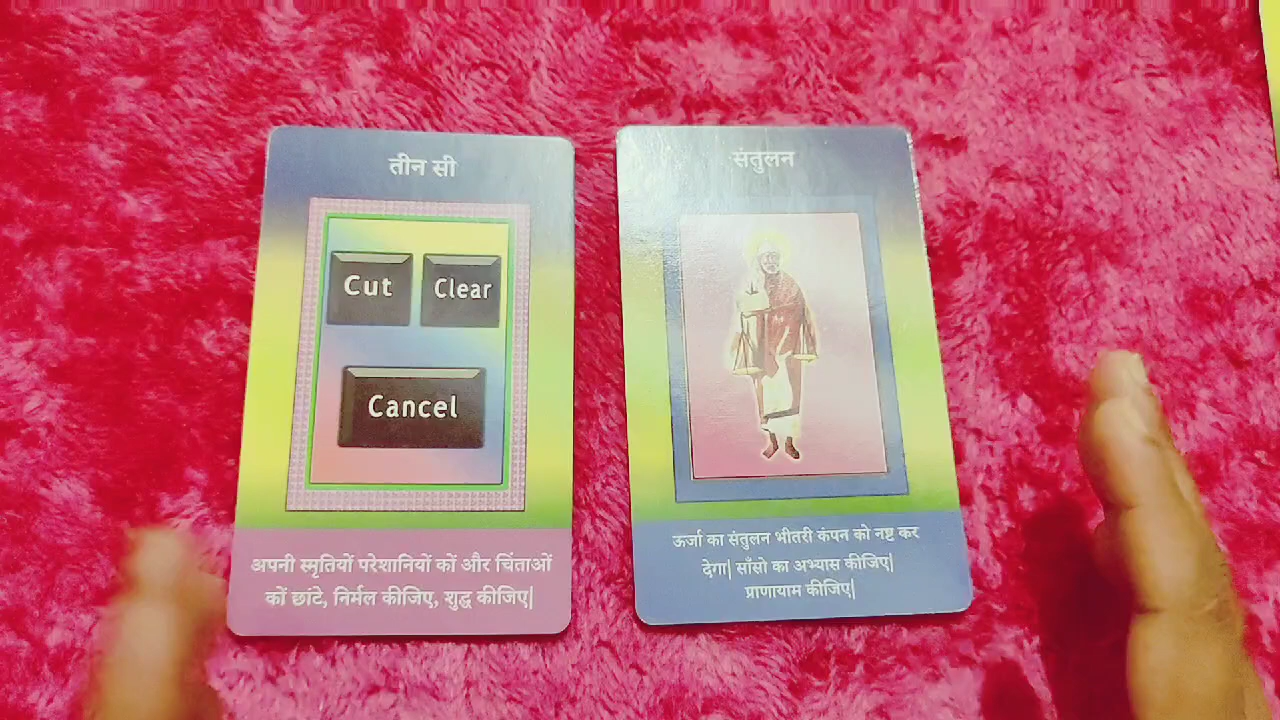 तीन सी
Cut
Clear
Cancel
अपनी स्मृतियों परेशानियों कों और चिंताओं
कों छांटे, निर्मल कीजिए, शुद्ध कीजिए|
संतुलन
ऊर्जा का संतुलन भीतरी कंपन को नष्ट कर
देगा| साँसो का अभ्यास कीजिए|
प्राणायाम कीजिए|